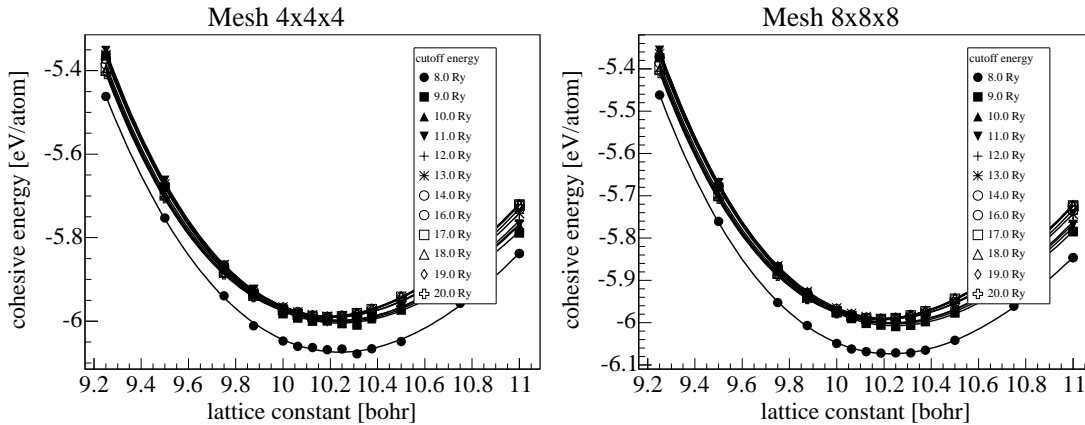 Mesh 4x4x4
cohesive energy [eV/atom]
-5.4
-5.6
-5.8
-6
cutoff energy
8.0 Ry
9.0 Ry
10.0 Ry
11.0 Ry
12.0 Ry
13.0 Ry
14.0 Ry
16.0 Ry
17.0 Ry
18.0 Ry
19.0 Ry
20.0 Ry
9.2 9.4 9.6 9.8 10 10.2 10.4 10.6 10.8 11
lattice constant [bohr]
Mesh 8x8x8
cohesive energy [eV/atom]
-5.4
-5.5
-5.6
-5.7
-5.8
-5.9
-6
-6.1
cutoff energy
8.0 Ry
9.0 Ry
10.0 Ry
11.0 Ry
12.0 Ry
13.0 Ry
14.0 Ry
16.0 Ry
17.0 Ry
18.0 Ry
19.0 Ry
20.0 Ry
9.2 9.4 9.6 9.8 10 10.2 10.4 10.6 10.8 11
lattice constant [bohr]